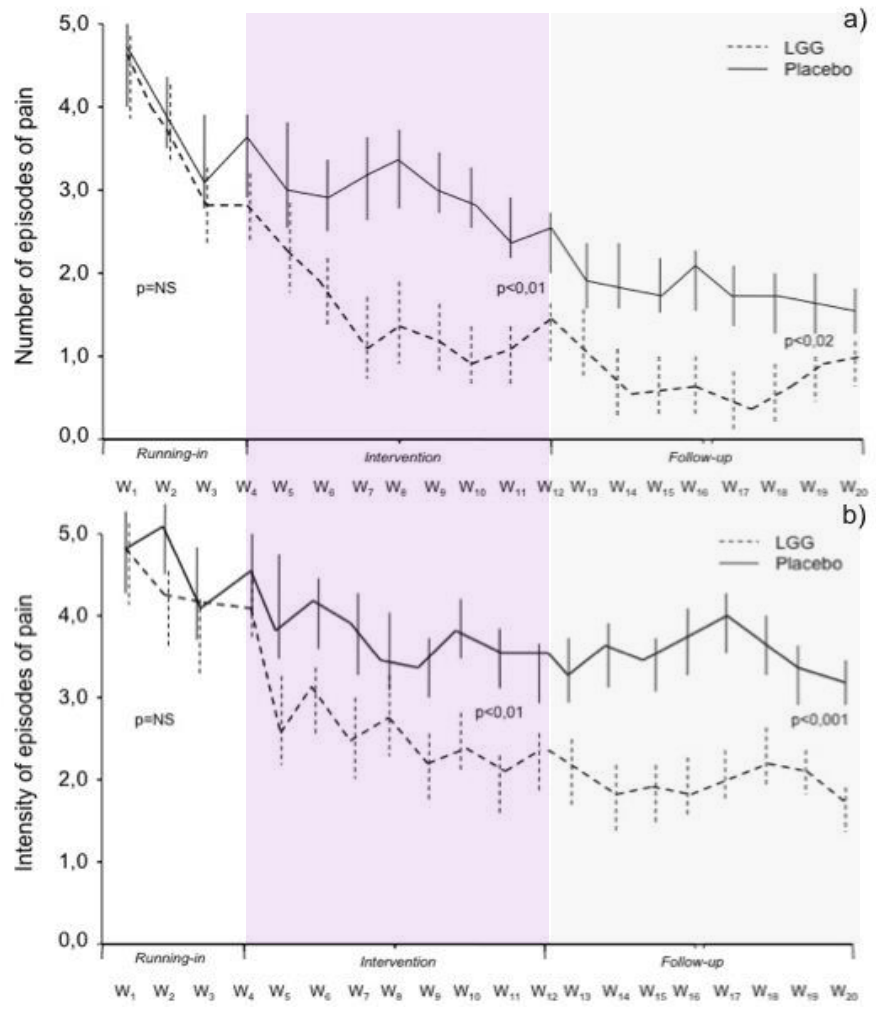 a)
5,0
LGG
Placebo
4,0
3,0
2,0
1,0
0,0
Number of episodes of pain
p=NS
p<0,01
p<0,02
Running-in Intervention Follow-up
W1 W2 W3 W4 W5 W6 W7 W8 W9 W10 W11 W12 W13 W14 W15 W16 W17 W18 W19 W20
b)
5,0
LGG
Placebo
4,0
3,0
2,0
1,0
0,0
Intensity of episodes of pain
p=NS
p<0,01
p<0,001
Running-in Intervention Follow-up
W1 W2 W3 W4 W5 W6 W7 W8 W9 W10 W11 W12 W13 W14 W15 W16 W17 W18 W19 W20